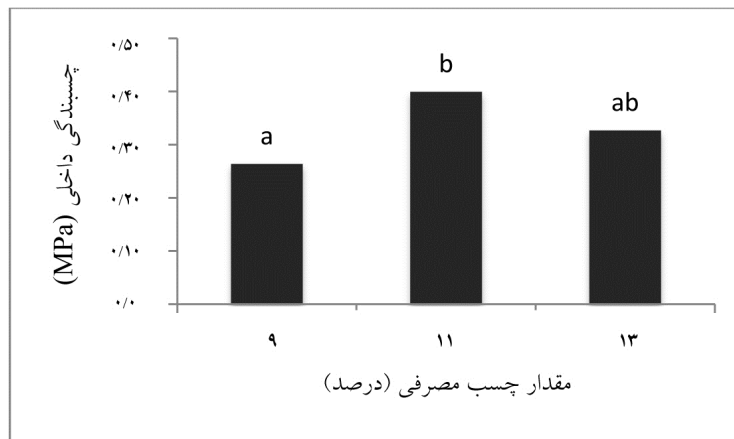 چسبندگی داخلی
(MPa)
۰/۵۰
۰/۴۰
۰/۳۰
۰/۲۰
۰/۱۰
۰/۰
a
b
ab
۹
۱۱
۱۳
مقدار چسب مصرفی (درصد)